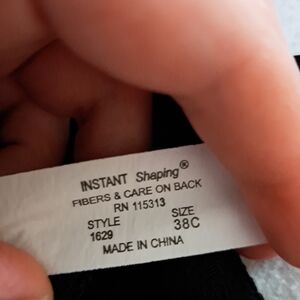 INSTANT Shaping®
FIBERS & CARE ON BACK
RN 115313
STYLE SIZE
1629 38C
MADE IN CHINA